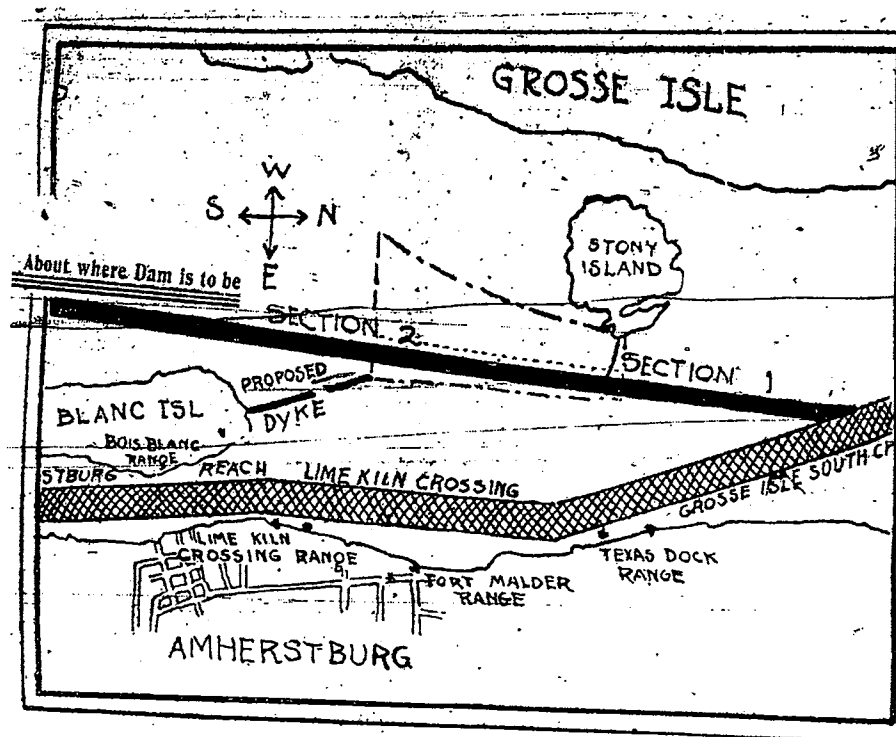 GROSSE ISLE
W
S N
E
STONY
ISLAND
About where Dam is to be
SECTION 2
SECTION 1
PROPOSED
DYKE
BLANC ISL
BOIS BLANC
RANGE
STBURG REACH LIME KILN CROSSING
GROSSE ISLE SOUTH CH
LIME KILN
CROSSING RANGE
TEXAS DOCK
RANGE
FORT MALDER
RANGE
AMHERSTBURG